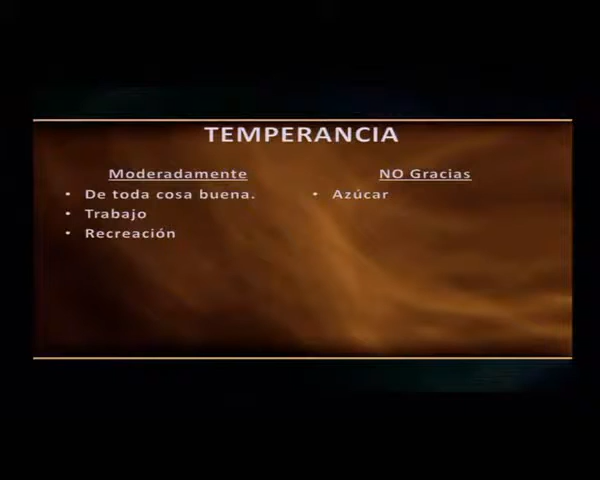 TEMPERANCIA
Moderadamente
• De toda cosa buena.
• Trabajo
• Recreación
NO Gracias
• Azúcar